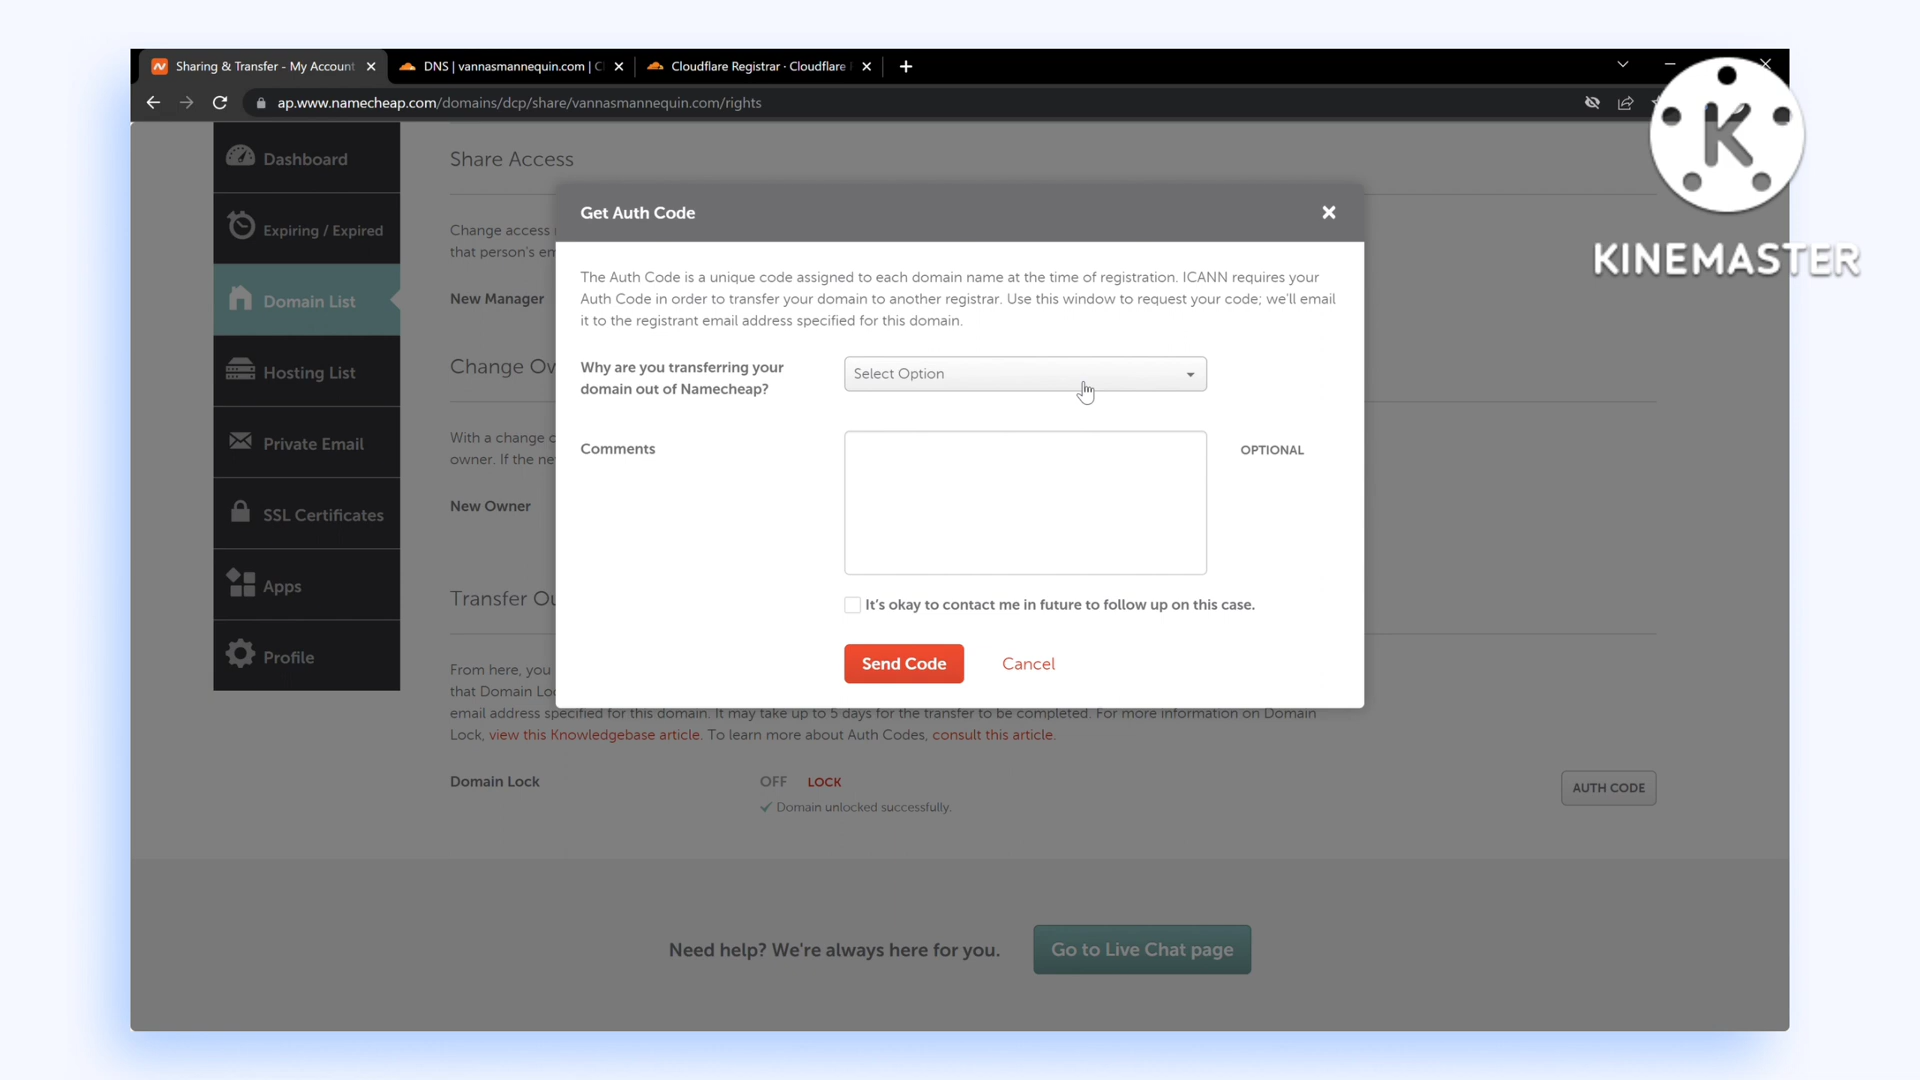 Sharing & Transfer - My Account
DNS | vannasmannequin.com | C
Cloudflare Registrar · Cloudflare
ap.www.namecheap.com/domains/dcp/share/vannasmannequin.com/rights
K
KINEMASTER
Dashboard
Expiring / Expired
Domain List
Hosting List
Private Email
SSL Certificates
Apps
Profile
Share Access
Change access
that person's em
New Manager
Change Ow
With a change o
owner. If the ne
New Owner
Transfer Ou
From here, you
that Domain Loc
email address specified for this domain. It may take up to 5 days for the transfer to be completed. For more information on Domain
Lock, view this Knowledgebase article. To learn more about Auth Codes, consult this article.
Domain Lock
OFF LOCK
Domain unlocked successfully.
AUTH CODE
Get Auth Code
The Auth Code is a unique code assigned to each domain name at the time of registration. ICANN requires your
Auth Code in order to transfer your domain to another registrar. Use this window to request your code; we'll email
it to the registrant email address specified for this domain.
Why are you transferring your
domain out of Namecheap?
Select Option
Comments
OPTIONAL
It's okay to contact me in future to follow up on this case.
Send Code
Cancel
Need help? We're always here for you.
Go to Live Chat page